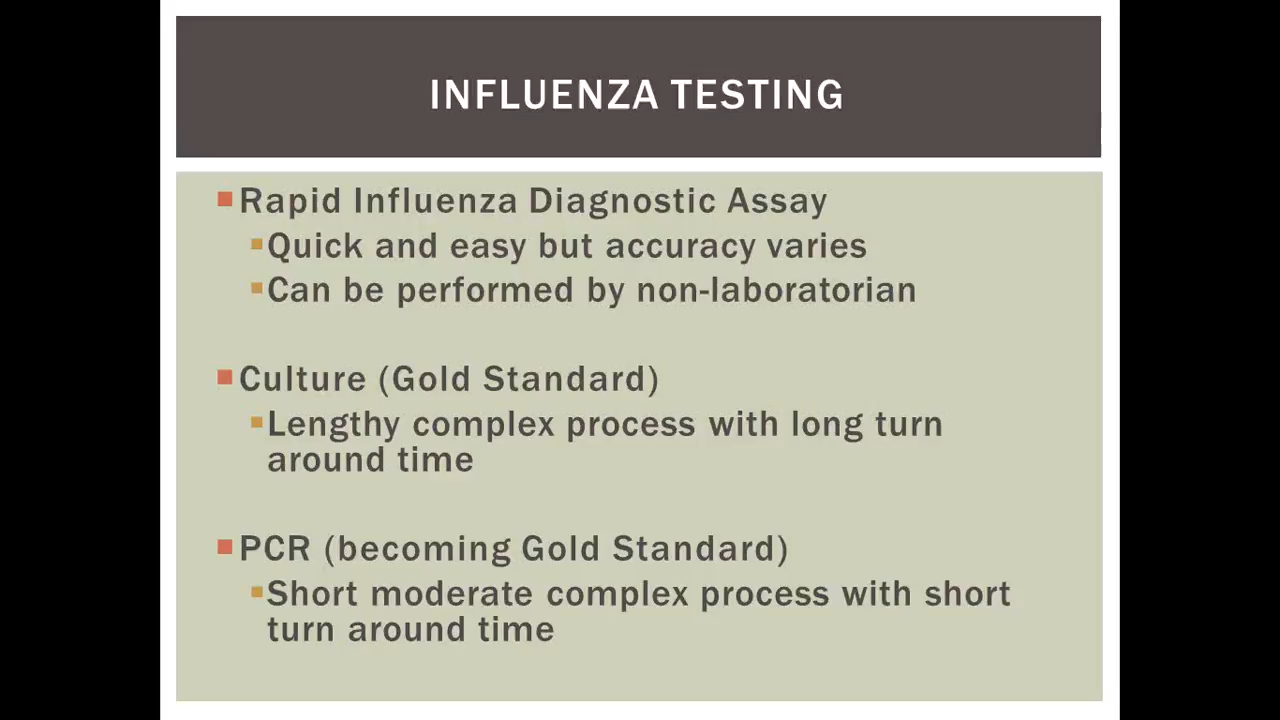 INFLUENZA TESTING
Rapid Influenza Diagnostic Assay
Quick and easy but accuracy varies
Can be performed by non-laboratorian
Culture (Gold Standard)
Lengthy complex process with long turn
around time
PCR (becoming Gold Standard)
Short moderate complex process with short
turn around time